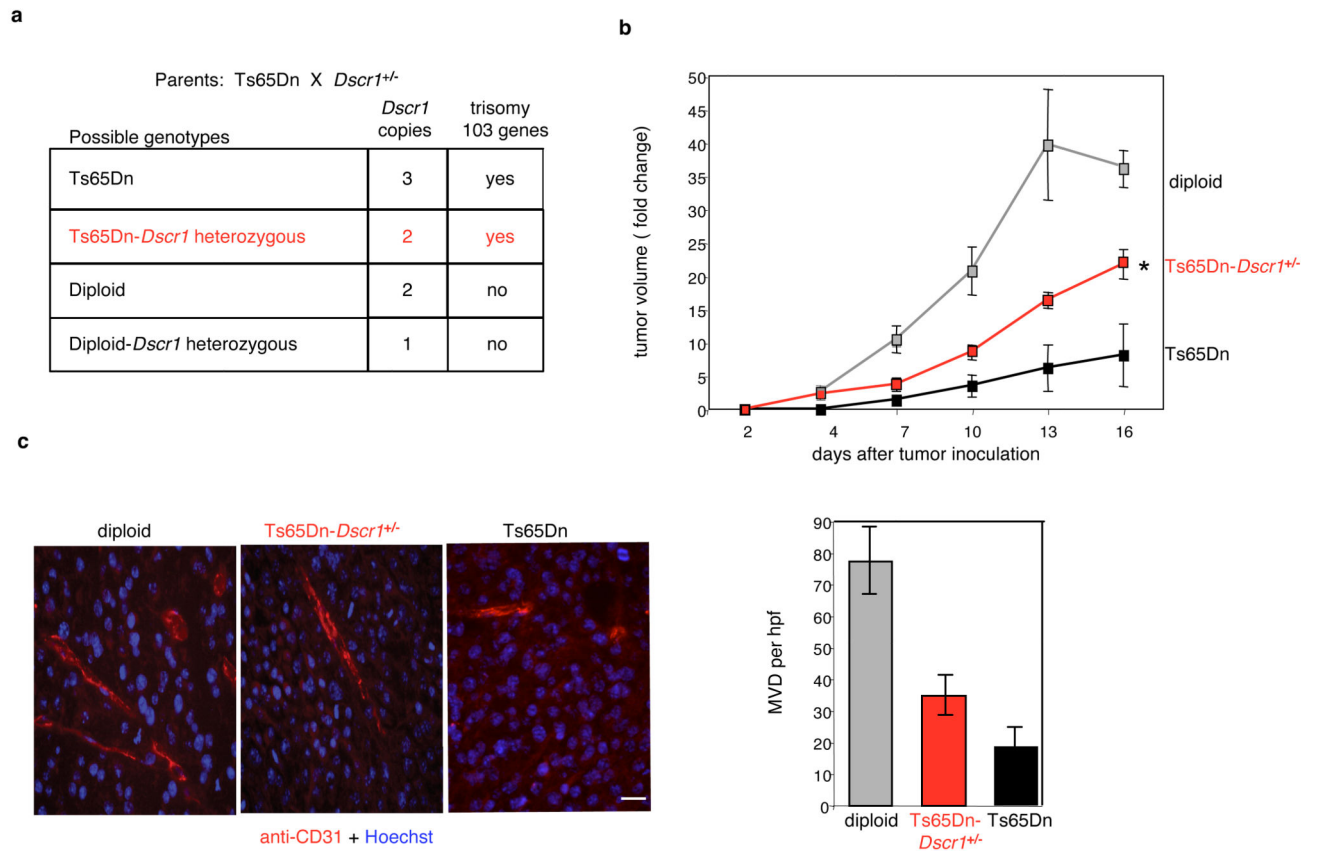 a
Parents: Ts65Dn X Dscr1+/-
Possible genotypes
Dscr1 copies
trisomy 103 genes
Ts65Dn 3 yes
Ts65Dn-Dscr1 heterozygous 2 yes
Diploid 2 no
Diploid-Dscr1 heterozygous 1 no
b
tumor volume ( fold change)
50
45
40
35
30
25
20
15
10
5
0
2 4 7 10 13 16
days after tumor inoculation
diploid
* Ts65Dn-Dscr1+/-
Ts65Dn
c
diploid Ts65Dn-Dscr1+/- Ts65Dn
anti-CD31 + Hoechst
MVD per hpf
90
80
70
60
50
40
30
20
10
0
diploid Ts65Dn-Dscr1+/- Ts65Dn